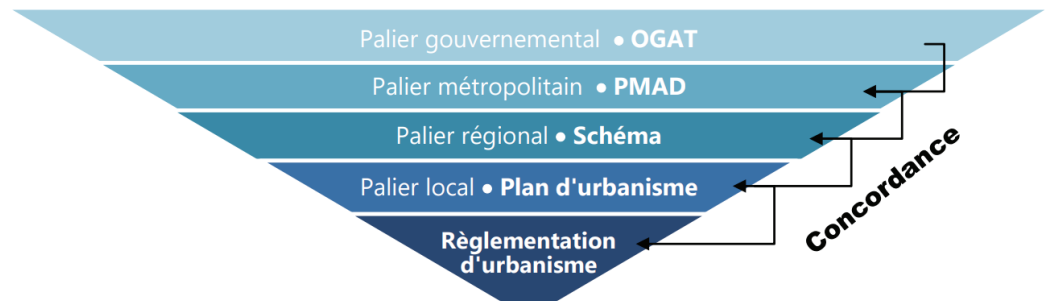 Palier gouvernemental • OGAT
Palier métropolitain • PMAD
Palier régional • Schéma
Palier local • Plan d'urbanisme
Règlementation
d'urbanisme
Concordance